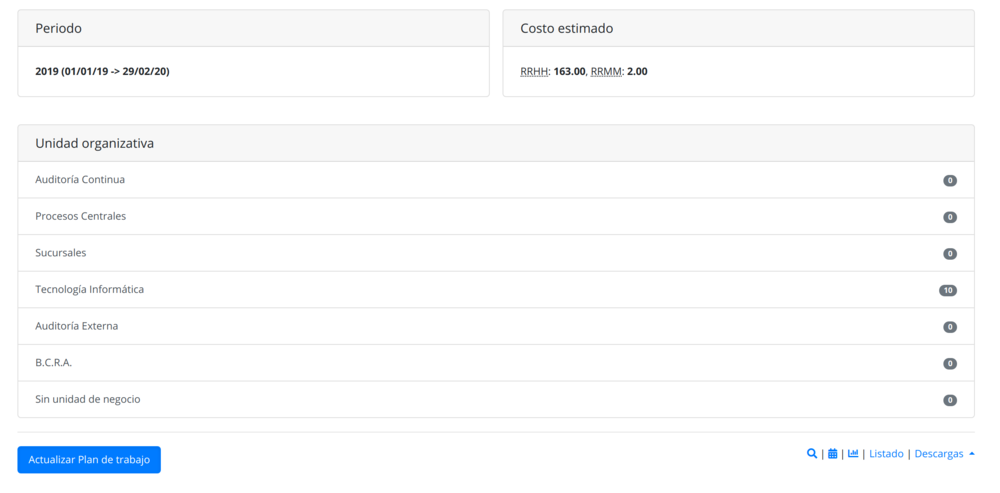 Periodo
2019 (01/01/19 -> 29/02/20)
Costo estimado
RRHH: 163.00, RRMM: 2.00
Unidad organizativa
Auditoría Continua 0
Procesos Centrales 0
Sucursales 0
Tecnología Informática 10
Auditoría Externa 0
B.C.R.A. 0
Sin unidad de negocio 0
Actualizar Plan de trabajo
| | | Listado | Descargas